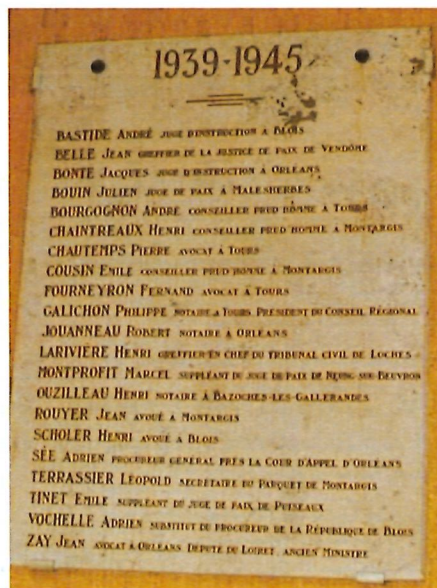 1939-1945
BASTIDE ANDRÉ JUGE D'INSTRUCTION A BLOIS
BELLE JEAN GREFFIER DE LA JUSTICE DE PAIX DE VENDÔME
BONTE JACQUES JUGE D'INSTRUCTION A ORLÉANS
BOUIN JULIEN JUGE DE PAIX A MALESHERBES
BOURGOGNON ANDRÉ CONSEILLER PRUD HOMME A TOURS
CHAINTREAUX HENRI CONSEILLER PRUD HOMME A MONTARGIS
CHAUTEMPS PIERRE AVOCAT A TOURS
COUSIN EMILE CONSEILLER PRUD HOMME A MONTARGIS
FOURNEYRON FERNAND AVOCAT A TOURS
GALICHON PHILIPPE NOTAIRE A TOURS PRESIDENT DU CONSEIL RÉGIONAL
JOUANNEAU ROBERT NOTAIRE A ORLEANS
LARIVIÈRE HENRI GREFFIER EN CHEF DU TRIBUNAL CIVIL DE LOCHES
MONTPROFIT MARCEL SUPPLÉANT DU JUGE DE PAIX DE NEUNG-SUR-BEUVRON
OUZILLEAU HENRI NOTAIRE A BAZOCHES-LES-GALLERANDES
ROUYER JEAN AVOUÉ A MONTARGIS
SCHOLER HENRI AVOUÉ A BLOIS
SÉE ADRIEN PROCUREUR GENERAL PRÈS LA COUR D'APPEL D'ORLÉANS
TERRASSIER LEOPOLD SECRÉTAIRE DU PARQUET DE MONTARGIS
TINET EMILE SUPPLÉANT DU JUGE DE PAIX DE PUISEAUX
VOCHELLE ADRIEN SUBSTITUT DU PROCUREUR DE LA RÉPUBLIQUE DE BLOIS
ZAY JEAN AVOCAT A ORLÉANS DEPUTE DU LOIRET, ANCIEN MINISTRE